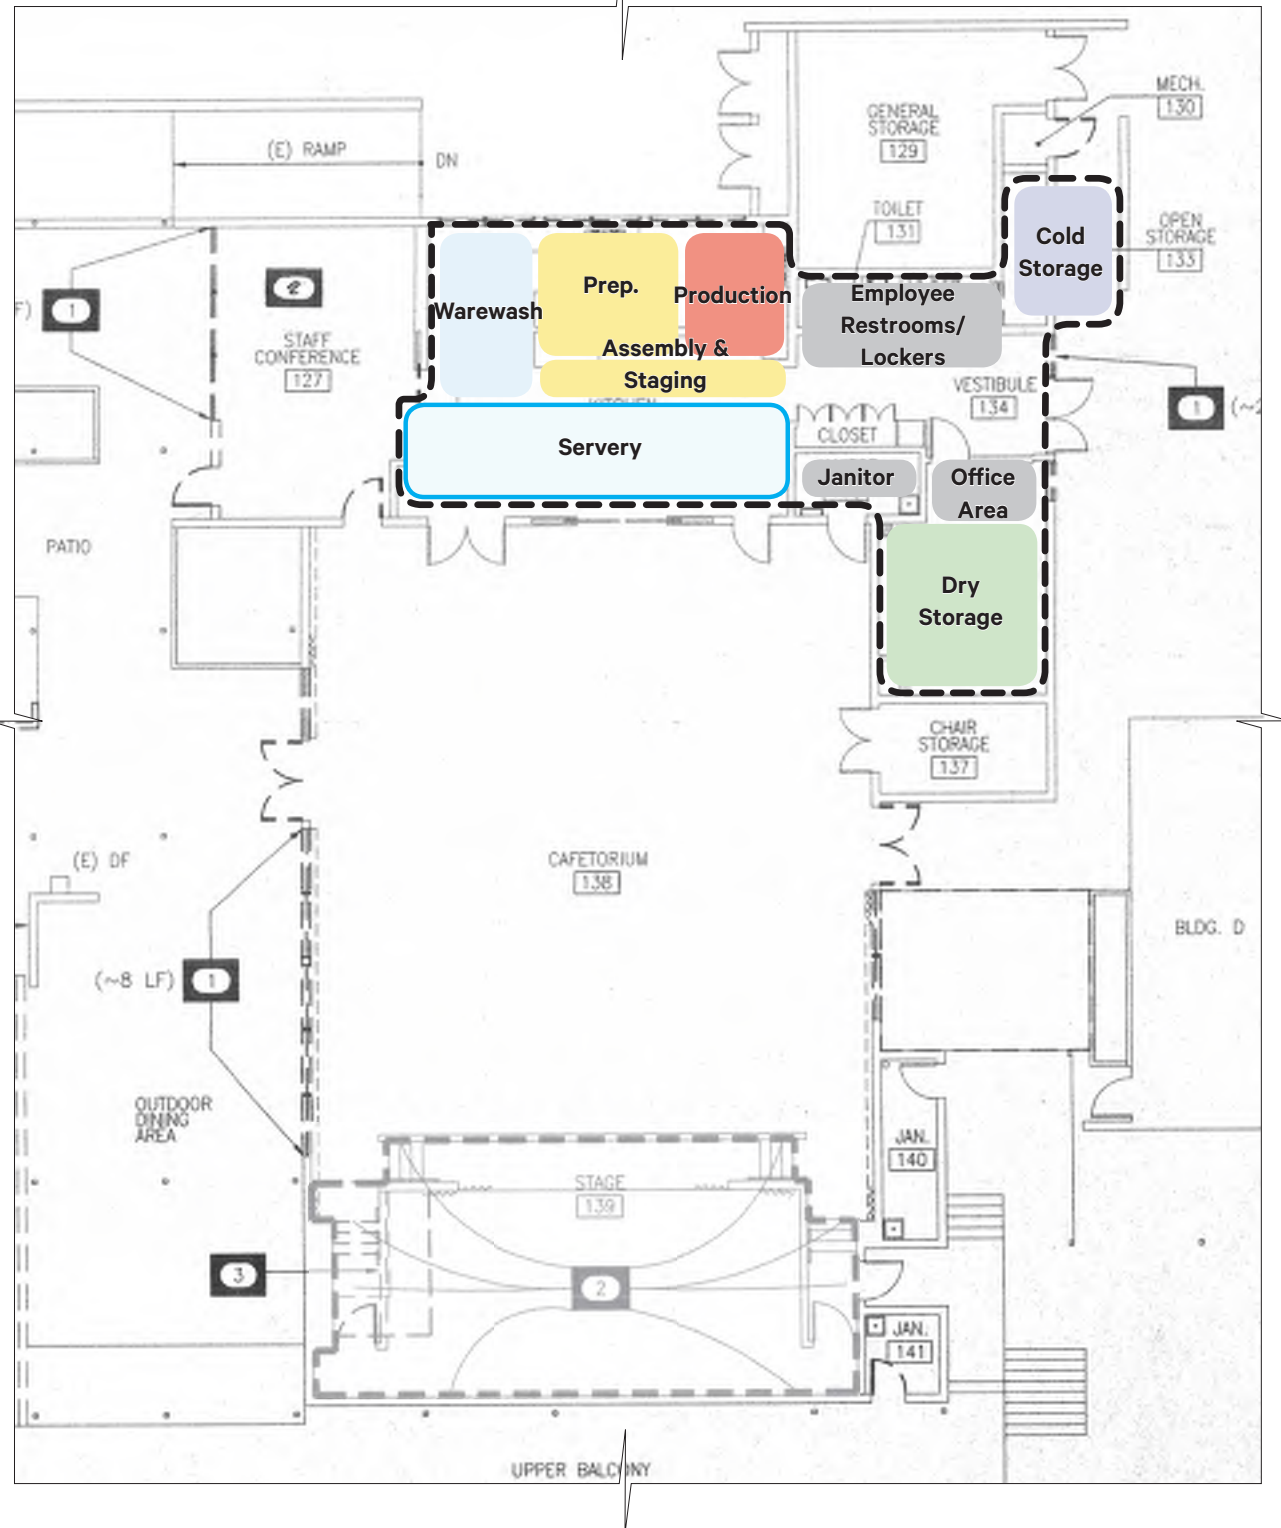 MECH.
130
GENERAL
STORAGE
129
(E) RAMP
DN
TOILET
131
OPEN
STORAGE
133
Cold
Storage
Warewash
Prep.
Production
Employee
Restrooms/
Lockers
1
2
STAFF
CONFERENCE
127
Assembly &
Staging
KITCHEN
VESTIBULE
134
1
(~2
Servery
CLOSET
Janitor
Office
Area
PATIO
Dry
Storage
CHAIR
STORAGE
137
CAFETORIUM
138
(E) DF
BLDG. D
(~8 LF)
1
OUTDOOR
DINING
AREA
JAN.
140
STAGE
139
3
2
JAN.
141
UPPER BALCONY